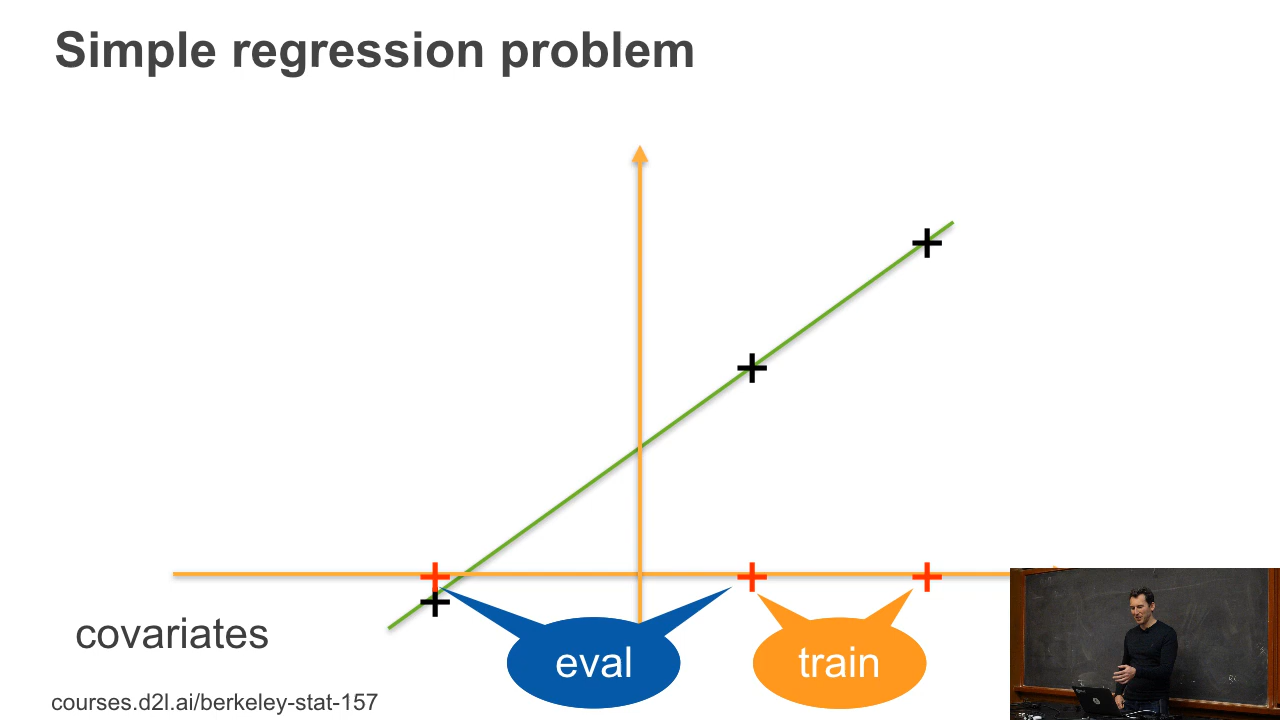 Simple regression problem
covariates
eval
train
courses.d2l.ai/berkeley-stat-157